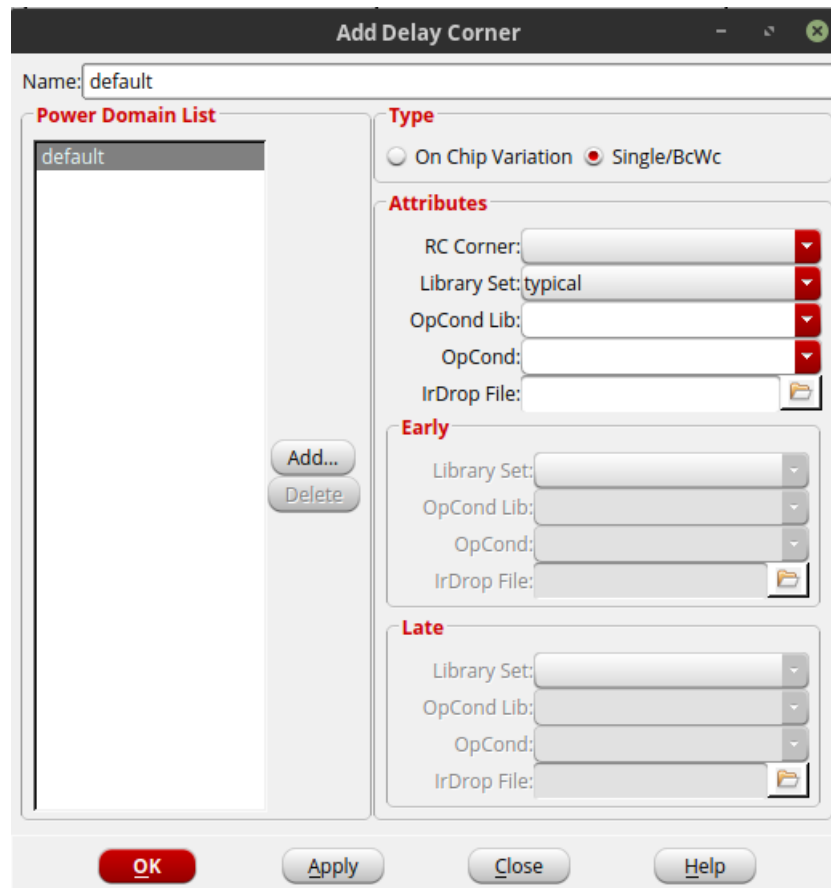 Add Delay Corner
Name: default
Power Domain List
default
Add...
Delete
Type
On Chip Variation Single/BcWc
Attributes
RC Corner:
Library Set: typical
OpCond Lib:
OpCond:
IrDrop File:
Early
Library Set:
OpCond Lib:
OpCond:
IrDrop File:
Late
Library Set:
OpCond Lib:
OpCond:
IrDrop File:
OK Apply Close Help